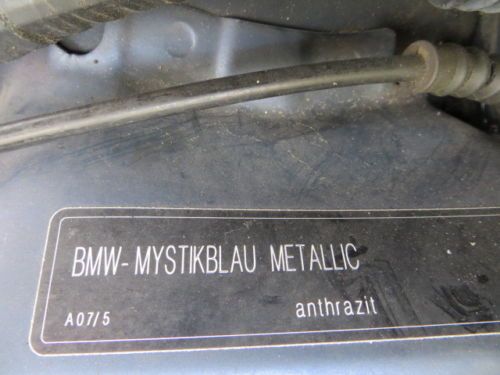 BMW-MYSTIKBLAU METALLIC
A07/5 anthrazit